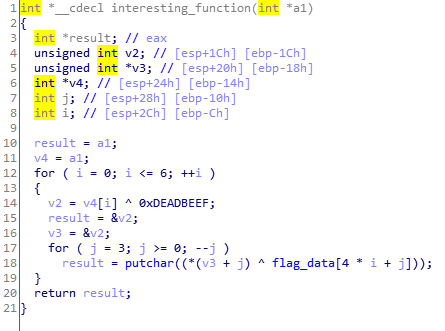 1 int *__cdecl interesting_function(int *a1)
2 {
3 int *result; // eax
4 unsigned int v2; // [esp+1Ch] [ebp-1Ch]
5 unsigned int *v3; // [esp+20h] [ebp-18h]
6 int *v4; // [esp+24h] [ebp-14h]
7 int j; // [esp+28h] [ebp-10h]
8 int i; // [esp+2Ch] [ebp-Ch]
9
10 result = a1;
11 v4 = a1;
12 for ( i = 0; i <= 6; ++i )
13 {
14 v2 = v4[i] ^ 0xDEADBEEF;
15 result = &v2;
16 v3 = &v2;
17 for ( j = 3; j >= 0; --j )
18 result = putchar((*(v3 + j) ^ flag_data[4 * i + j]));
19 }
20 return result;
21 }